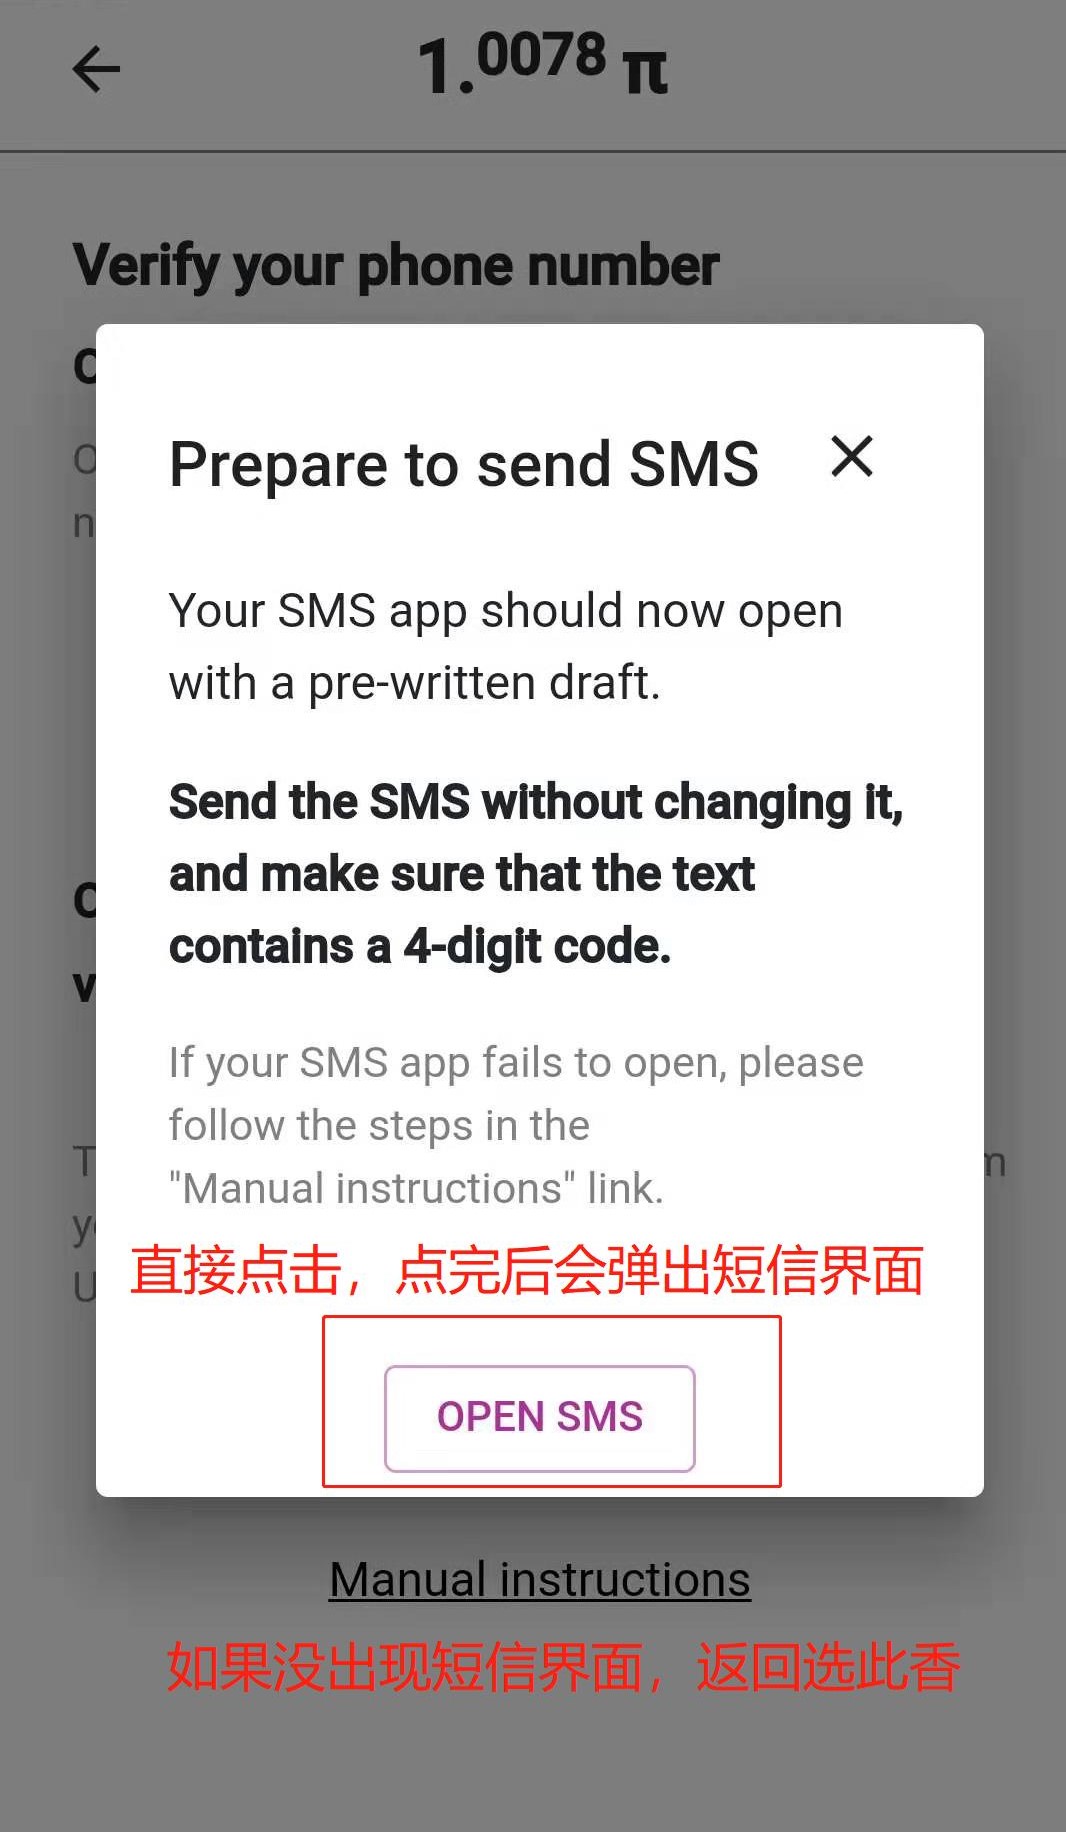 1.0078 π
Verify your phone number
Prepare to send SMS
Your SMS app should now open
with a pre-written draft.
Send the SMS without changing it,
and make sure that the text
contains a 4-digit code.
If your SMS app fails to open, please
follow the steps in the
"Manual instructions" link.
直接点击，点完后会弹出短信界面
OPEN SMS
Manual instructions
如果没出现短信界面，返回选此香